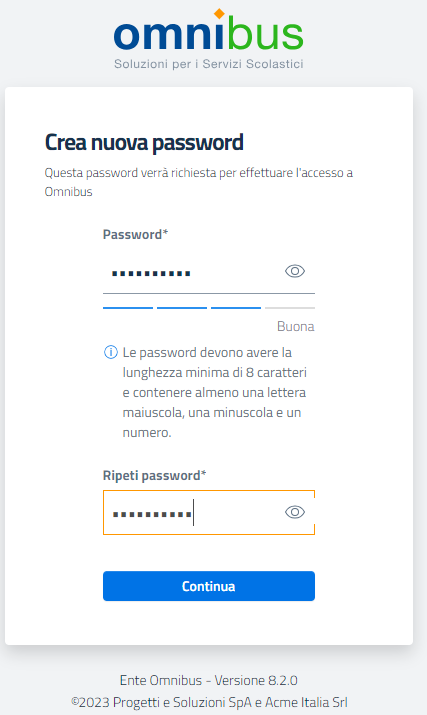 omnibus
Soluzioni per i Servizi Scolastici
Crea nuova password
Questa password verrà richiesta per effettuare l'accesso a
Omnibus
Password*
Buona
Le password devono avere la
lunghezza minima di 8 caratteri
e contenere almeno una lettera
maiuscola, una minuscola e un
numero.
Ripeti password*
Continua
Ente Omnibus - Versione 8.2.0
©2023 Progetti e Soluzioni SpA e Acme Italia Srl